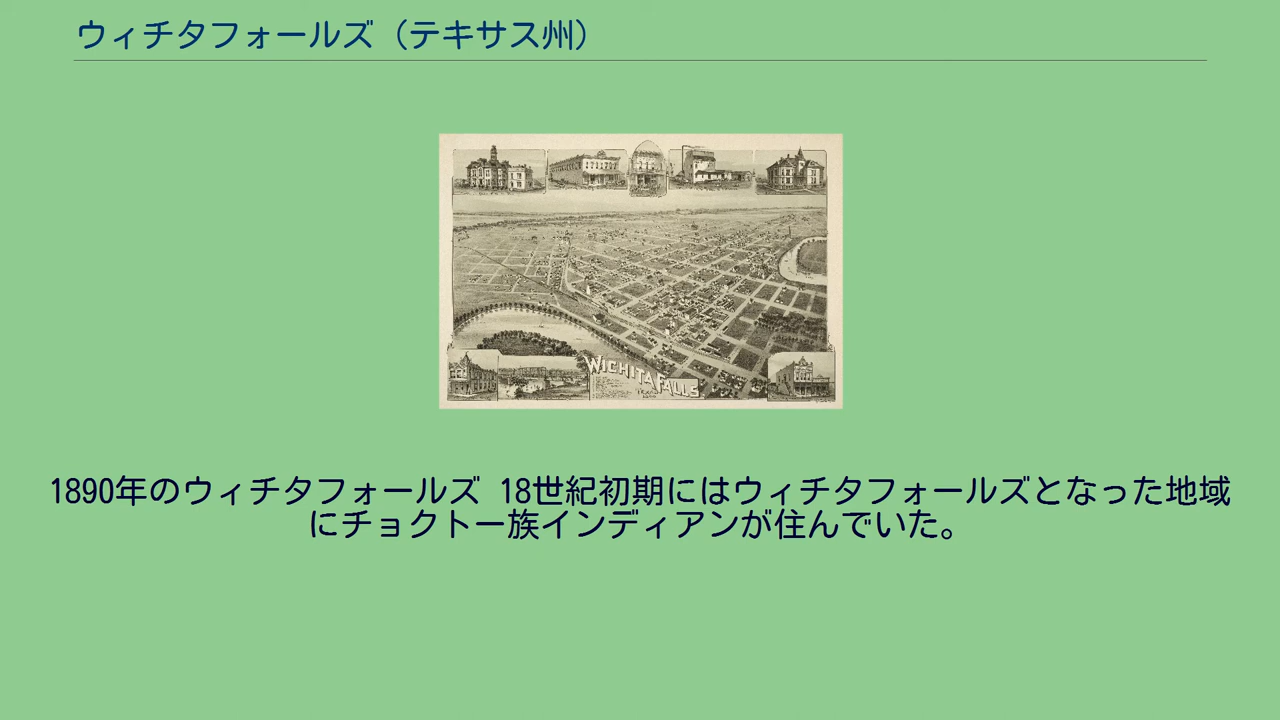 ウィチタフォールズ（テキサス州）
WICHITA FALLS
1890年のウィチタフォールズ 18世紀初期にはウィチタフォールズとなった地域
にチョクトー族インディアンが住んでいた。